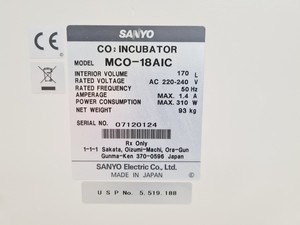 CE
SANYO
CO₂ INCUBATOR
MODEL MCO-18AIC
INTERIOR VOLUME 170 L
RATED VOLTAGE AC 220-240 V
RATED FREQUENCY 50 Hz
AMPERAGE MAX. 1.4 A
POWER CONSUMPTION MAX. 310 W
NET WEIGHT 93 kg
SERIAL NO. 07120124
Rx Only
1-1-1 Sakata, Oizumi-Machi, Ora-Gun
Gunma-Ken 370-0596 Japan
SANYO Electric Co., Ltd.
MADE IN JAPAN
USP No. 5.519.188